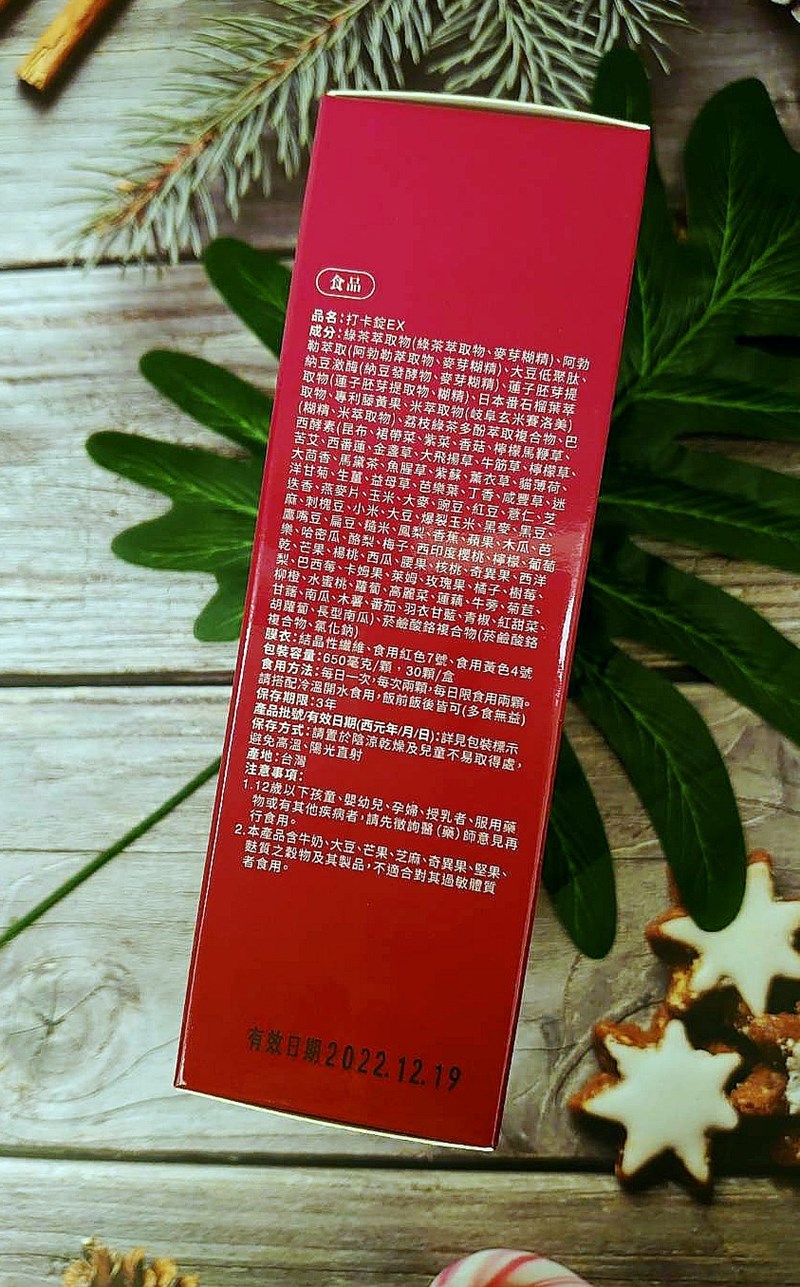 食品
品名:打卡錠EX
成分:綠茶萃取物(綠茶萃取物、麥芽糊精)、阿勃
勒萃取(阿勃勒萃取物、麥芽糊精)、大豆低聚肽、
納豆激酶(納豆發酵物、麥芽糊精)、蓮子胚芽提
取物(蓮子胚芽提取物、糊精)、日本番石榴葉萃
取物、專利藤黃果、米萃取物(岐阜玄米賽洛美)
(糊精、米萃取物)、荔枝綠茶多酚萃取複合物、巴
西酵素(昆布、裙帶菜、紫菜、香菇、檸檬馬鞭草、
苦艾、西番蓮、金盞草、大飛揚草、牛筋草、檸檬草、
大茴香、馬黛茶、魚腥草、紫蘇、薰衣草、貓薄荷、
洋甘菊、生薑、益母草、芭樂葉、丁香、咸豐草、迷
迭香、燕麥片、玉米、大麥、豌豆、紅豆、薏仁、芝
麻、刺槐豆、小米、大豆、爆裂玉米、黑麥、黑豆、
鷹嘴豆、扁豆、糙米、鳳梨、香蕉、蘋果、木瓜、芭
樂、哈密瓜、酪梨、梅子、西印度櫻桃、檸檬、葡萄
乾、芒果、楊桃、西瓜、腰果、核桃、奇異果、西洋
梨、巴西莓、卡姆果、萊姆、玫瑰果、橘子、樹莓、
柳橙、水蜜桃、蘿蔔、高麗菜、蓮藕、牛蒡、菊苣、
甘藷、南瓜、木薯、番茄、羽衣甘藍、青椒、紅甜菜、
胡蘿蔔、長型南瓜)、菸鹼酸鉻複合物(菸鹼酸鉻
複合物、氯化鈉)
膜衣:結晶性纖維、食用紅色7號、食用黃色4號
包裝容量:650毫克/顆，30顆/盒
食用方法:每日一次,每次兩顆,每日限食用兩顆。
請搭配冷溫開水食用,飯前飯後皆可(多食無益)
保存期限:3年
產品批號/有效日期(西元年/月/日):詳見包裝標示
保存方式:請置於陰涼乾燥及兒童不易取得處，
避免高溫、陽光直射
產地:台灣
注意事項:
1.12歲以下孩童、嬰幼兒、孕婦、授乳者、服用藥
物或有其他疾病者,請先徵詢醫(藥)師意見再
行食用。
2.本產品含牛奶、大豆、芒果、芝麻、奇異果、堅果、
麩質之穀物及其製品,不適合對其過敏體質
者食用。
有效日期2022.12.19